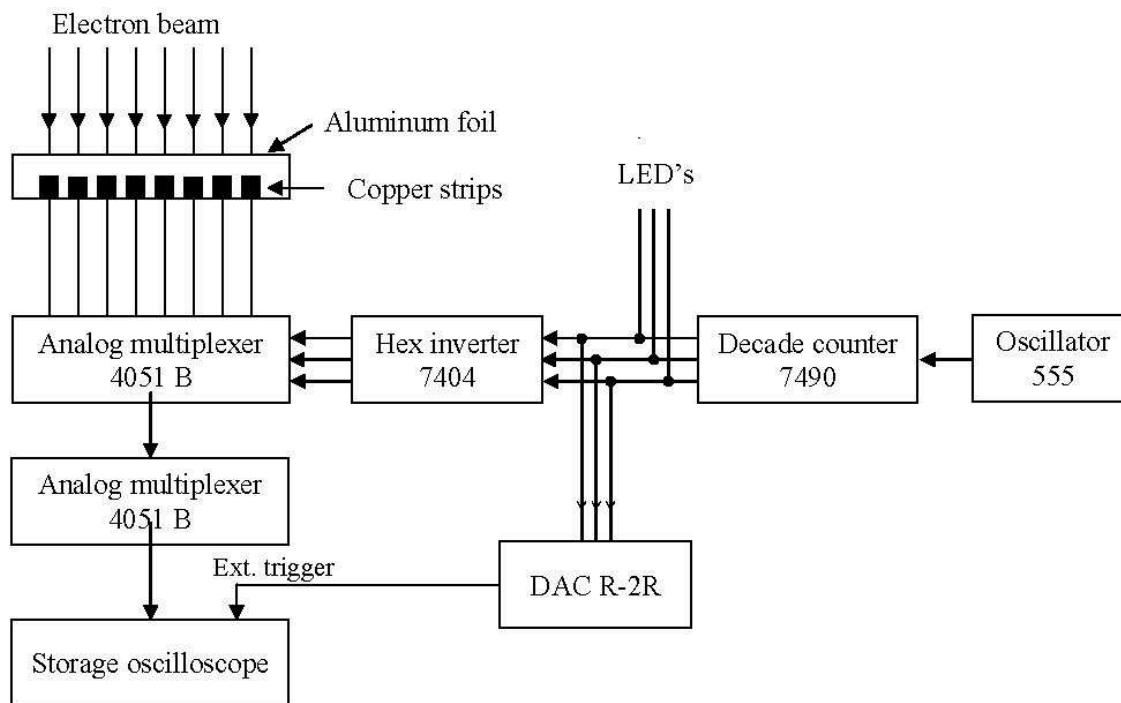 Electron beam
Aluminum foil
Copper strips
LED’s
Analog multiplexer
4051 B
Hex inverter
7404
Decade counter
7490
Oscillator
555
Analog multiplexer
4051 B
Ext. trigger
DAC R-2R
Storage oscilloscope